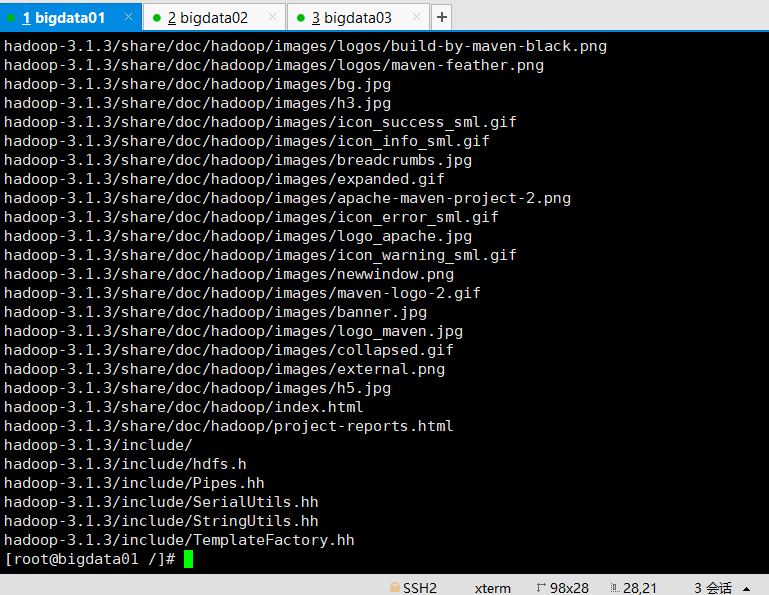 1 bigdata01 × 2 bigdata02 × 3 bigdata03 × +
hadoop-3.1.3/share/doc/hadoop/images/logos/build-by-maven-black.png
hadoop-3.1.3/share/doc/hadoop/images/logos/maven-feather.png
hadoop-3.1.3/share/doc/hadoop/images/bg.jpg
hadoop-3.1.3/share/doc/hadoop/images/h3.jpg
hadoop-3.1.3/share/doc/hadoop/images/icon_success_sml.gif
hadoop-3.1.3/share/doc/hadoop/images/icon_info_sml.gif
hadoop-3.1.3/share/doc/hadoop/images/breadcrumbs.jpg
hadoop-3.1.3/share/doc/hadoop/images/expanded.gif
hadoop-3.1.3/share/doc/hadoop/images/apache-maven-project-2.png
hadoop-3.1.3/share/doc/hadoop/images/icon_error_sml.gif
hadoop-3.1.3/share/doc/hadoop/images/logo_apache.jpg
hadoop-3.1.3/share/doc/hadoop/images/icon_warning_sml.gif
hadoop-3.1.3/share/doc/hadoop/images/newwindow.png
hadoop-3.1.3/share/doc/hadoop/images/maven-logo-2.gif
hadoop-3.1.3/share/doc/hadoop/images/banner.jpg
hadoop-3.1.3/share/doc/hadoop/images/logo_maven.jpg
hadoop-3.1.3/share/doc/hadoop/images/collapsed.gif
hadoop-3.1.3/share/doc/hadoop/images/external.png
hadoop-3.1.3/share/doc/hadoop/images/h5.jpg
hadoop-3.1.3/share/doc/hadoop/index.html
hadoop-3.1.3/share/doc/hadoop/project-reports.html
hadoop-3.1.3/include/
hadoop-3.1.3/include/hdfs.h
hadoop-3.1.3/include/Pipes.hh
hadoop-3.1.3/include/SerialUtils.hh
hadoop-3.1.3/include/StringUtils.hh
hadoop-3.1.3/include/TemplateFactory.hh
[root@bigdata01 /]#
SSH2 xterm 98x28 28,21 3 会话